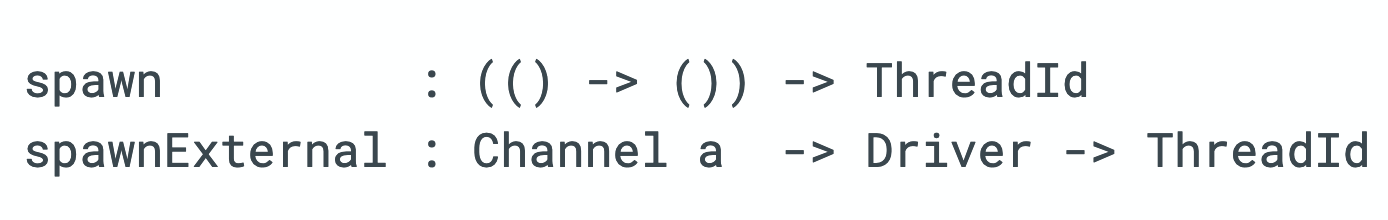 spawn         : (() -> ()) -> ThreadId
spawnExternal : Channel a  -> Driver -> ThreadId